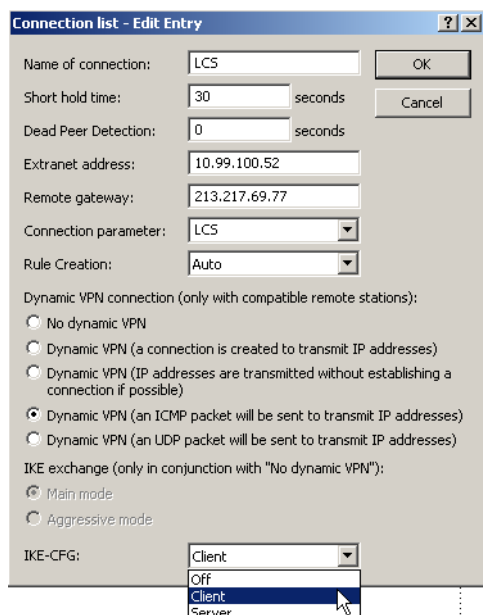 Connection list - Edit Entry
Name of connection: LCS OK
Short hold time: 30 seconds Cancel
Dead Peer Detection: 0 seconds
Extranet address: 10.99.100.52
Remote gateway: 213.217.69.77
Connection parameter: LCS
Rule Creation: Auto
Dynamic VPN connection (only with compatible remote stations):
No dynamic VPN
Dynamic VPN (a connection is created to transmit IP addresses)
Dynamic VPN (IP addresses are transmitted without establishing a
connection if possible)
Dynamic VPN (an ICMP packet will be sent to transmit IP addresses)
Dynamic VPN (an UDP packet will be sent to transmit IP addresses)
IKE exchange (only in conjunction with "No dynamic VPN"):
Main mode
Aggressive mode
IKE-CFG: Client
Off
Client
Server